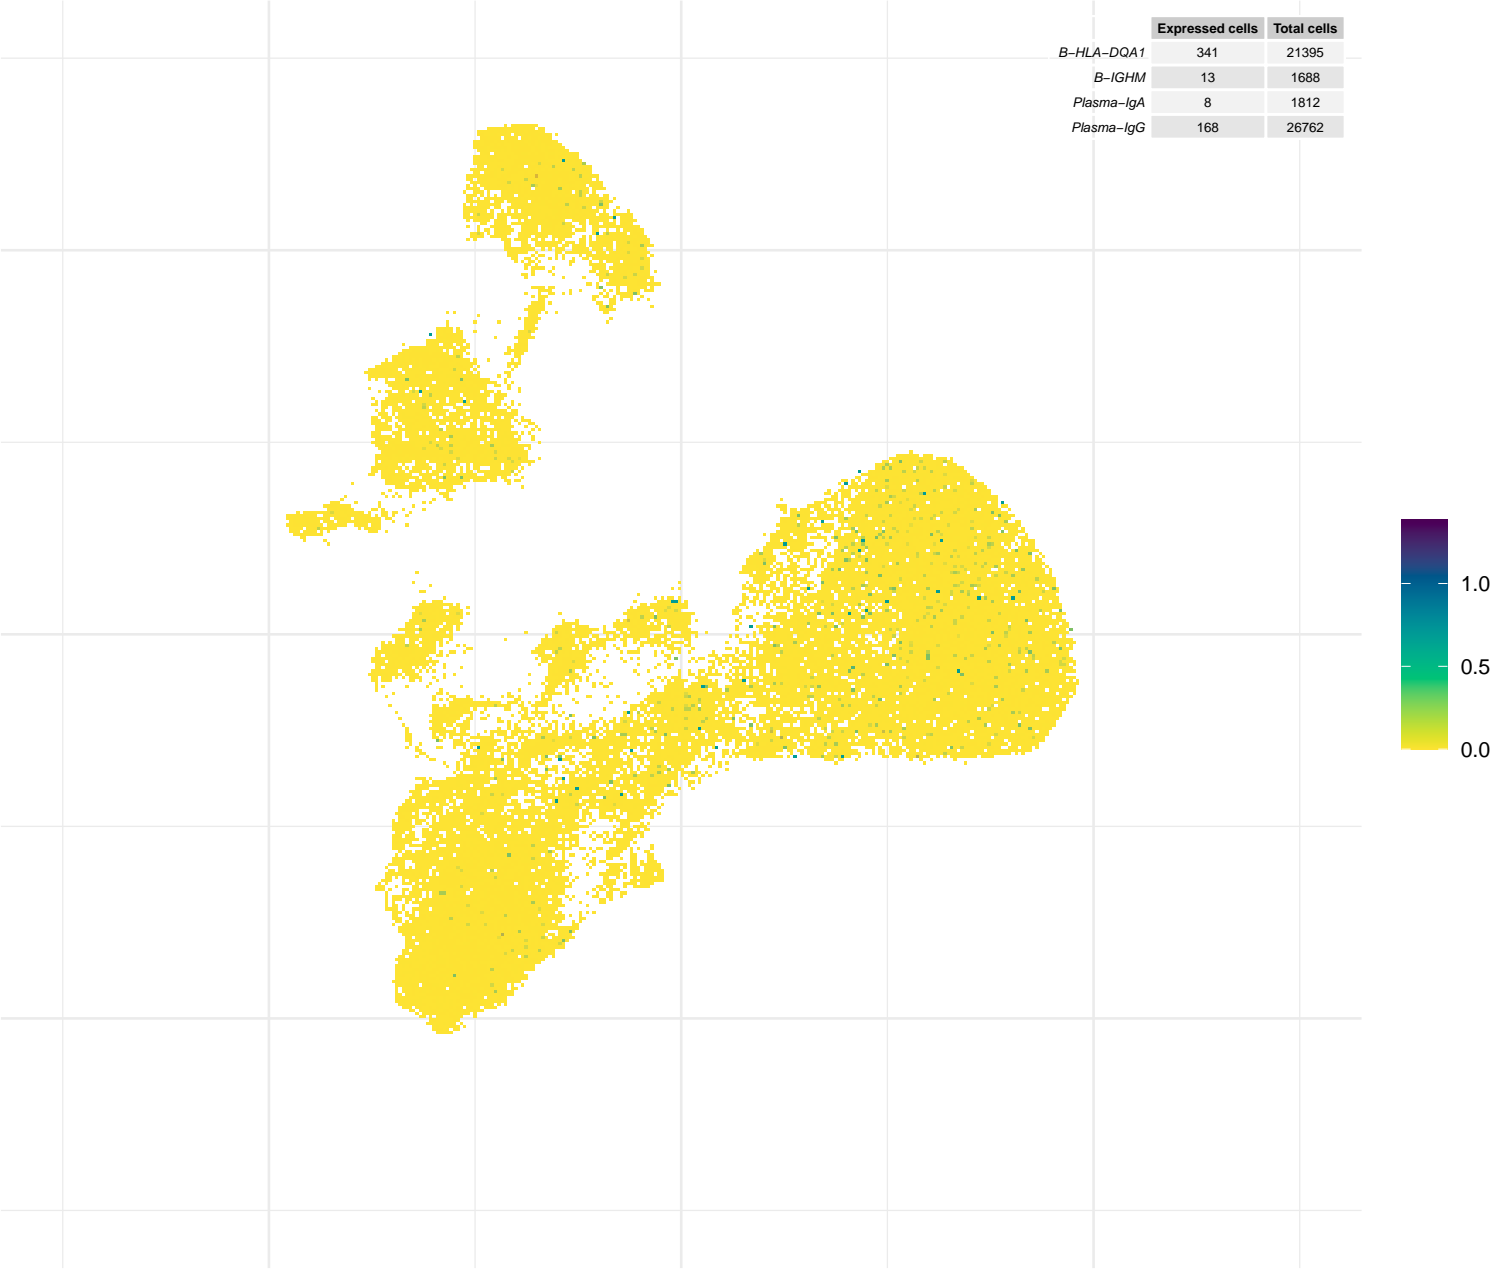 Expressed cells Total cells
B−HLA−DQA1 341 21395
B−IGHM 13 1688
Plasma−IgA 8 1812
Plasma−IgG 168 26762
1.0
0.5
0.0